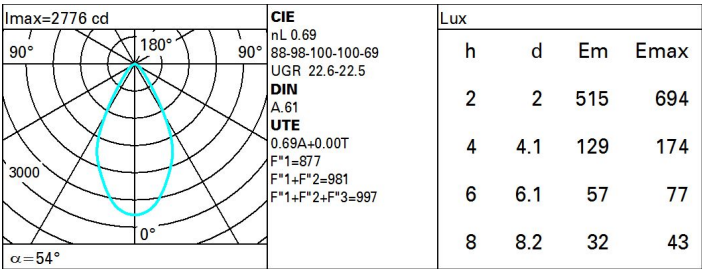 Imax=2776 cd
90°
180°
90°
3000
0°
α=54°
CIE
nL 0.69
88-98-100-100-69
UGR 22.6-22.5
DIN
A.61
UTE
0.69A+0.00T
F"1=877
F"1+F"2=981
F"1+F"2+F"3=997
Lux
h d Em Emax
2 2 515 694
4 4.1 129 174
6 6.1 57 77
8 8.2 32 43